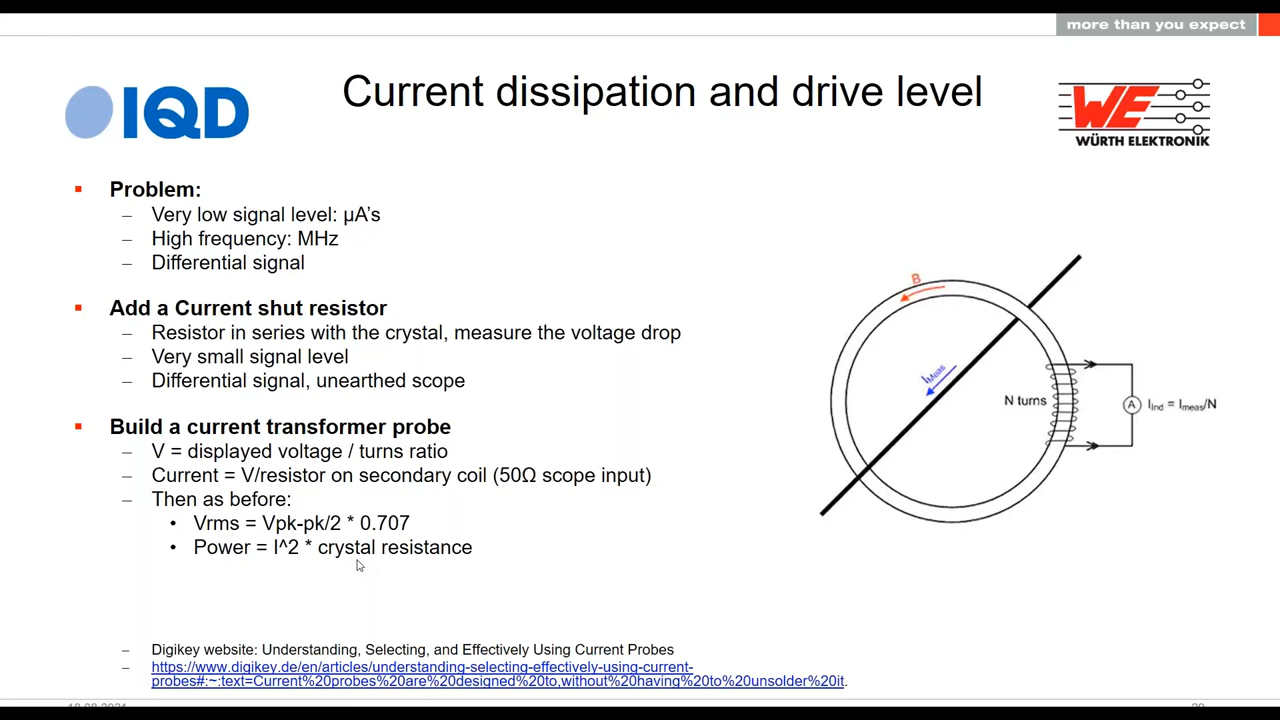 more than you expect
IQD
Current dissipation and drive level
WE
WÜRTH ELEKTRONIK
Problem:
– Very low signal level: µA's
– High frequency: MHz
– Differential signal
Add a Current shut resistor
– Resistor in series with the crystal, measure the voltage drop
– Very small signal level
– Differential signal, unearthed scope
Build a current transformer probe
– V = displayed voltage / turns ratio
– Current = V/resistor on secondary coil (50Ω scope input)
– Then as before:
• Vrms = Vpk-pk/2 * 0.707
• Power = I^2 * crystal resistance
B
IMeas
N turns
A
IInd = Imeas/N
– Digikey website: Understanding, Selecting, and Effectively Using Current Probes
– https://www.digikey.de/en/articles/understanding-selecting-effectively-using-current-
probes#:~:text=Current%20probes%20are%20designed%20to,without%20having%20to%20unsolder%20it.